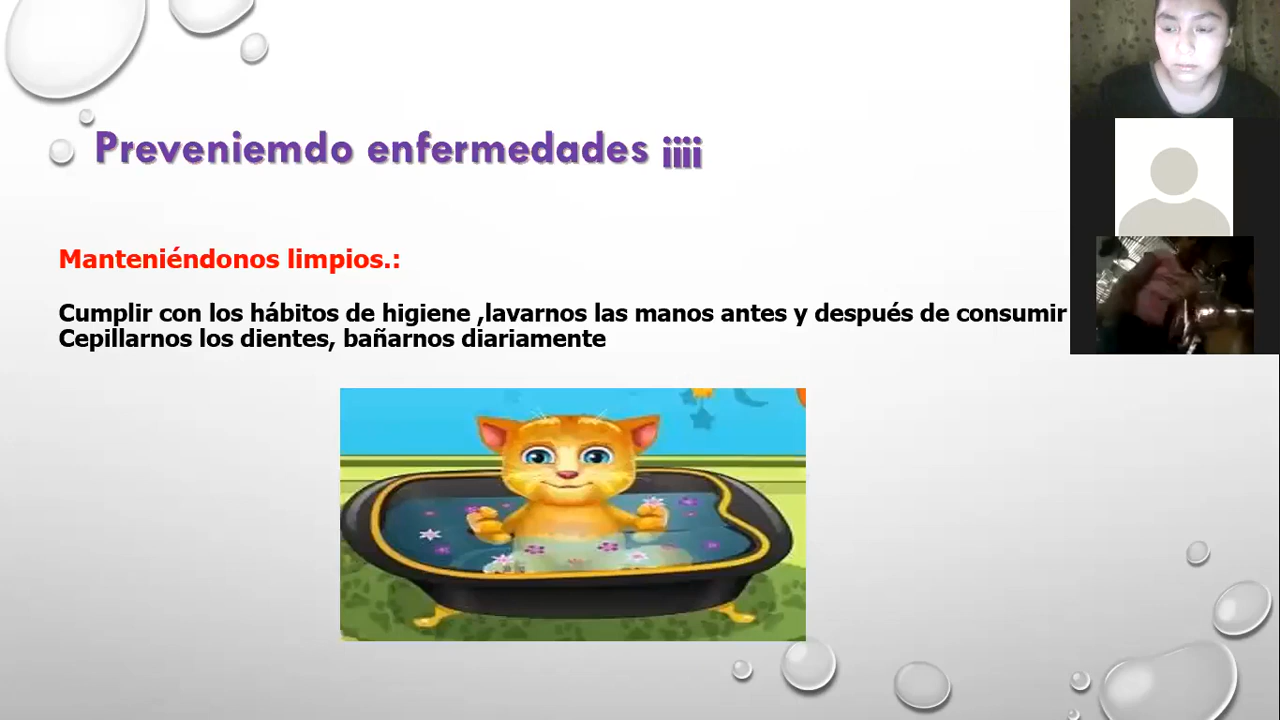 Preveniemdo enfermedades ¡¡¡¡
Manteniéndonos limpios.:
Cumplir con los hábitos de higiene ,lavarnos las manos antes y después de consumir
Cepillarnos los dientes, bañarnos diariamente